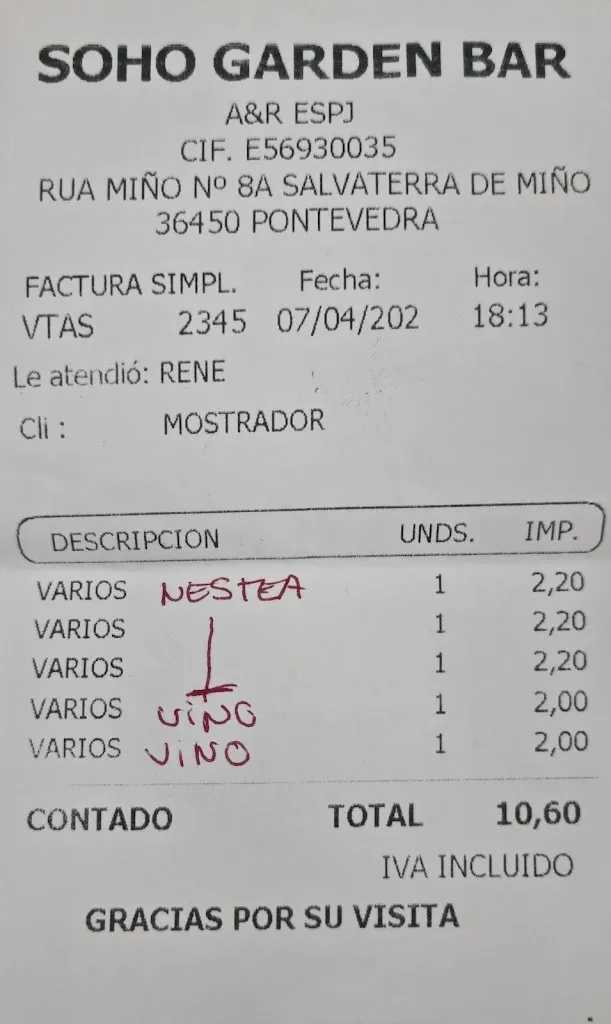 SOHO GARDEN BAR
A&R ESPJ
CIF. E56930035
RUA MIÑO Nº 8A SALVATERRA DE MIÑO
36450 PONTEVEDRA
FACTURA SIMPL. Fecha: Hora:
VTAS 2345 07/04/202 18:13
Le atendió: RENE
Cli : MOSTRADOR
DESCRIPCION UNDS. IMP.
VARIOS NESTEA 1 2,20
VARIOS 1 2,20
VARIOS 1 2,20
VARIOS VINO 1 2,00
VARIOS VINO 1 2,00
CONTADO TOTAL 10,60
IVA INCLUIDO
GRACIAS POR SU VISITA